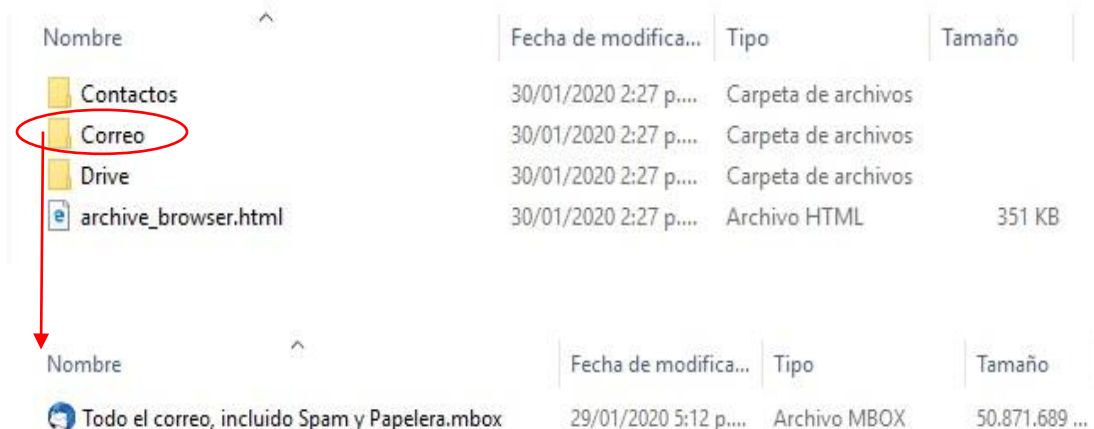 Nombre Fecha de modifica... Tipo Tamaño
Contactos 30/01/2020 2:27 p.... Carpeta de archivos
Correo 30/01/2020 2:27 p.... Carpeta de archivos
Drive 30/01/2020 2:27 p.... Carpeta de archivos
archive_browser.html 30/01/2020 2:27 p.... Archivo HTML 351 KB
Nombre Fecha de modifica... Tipo Tamaño
Todo el correo, incluido Spam y Papelera.mbox 29/01/2020 5:12 p.... Archivo MBOX 50.871.689 ...